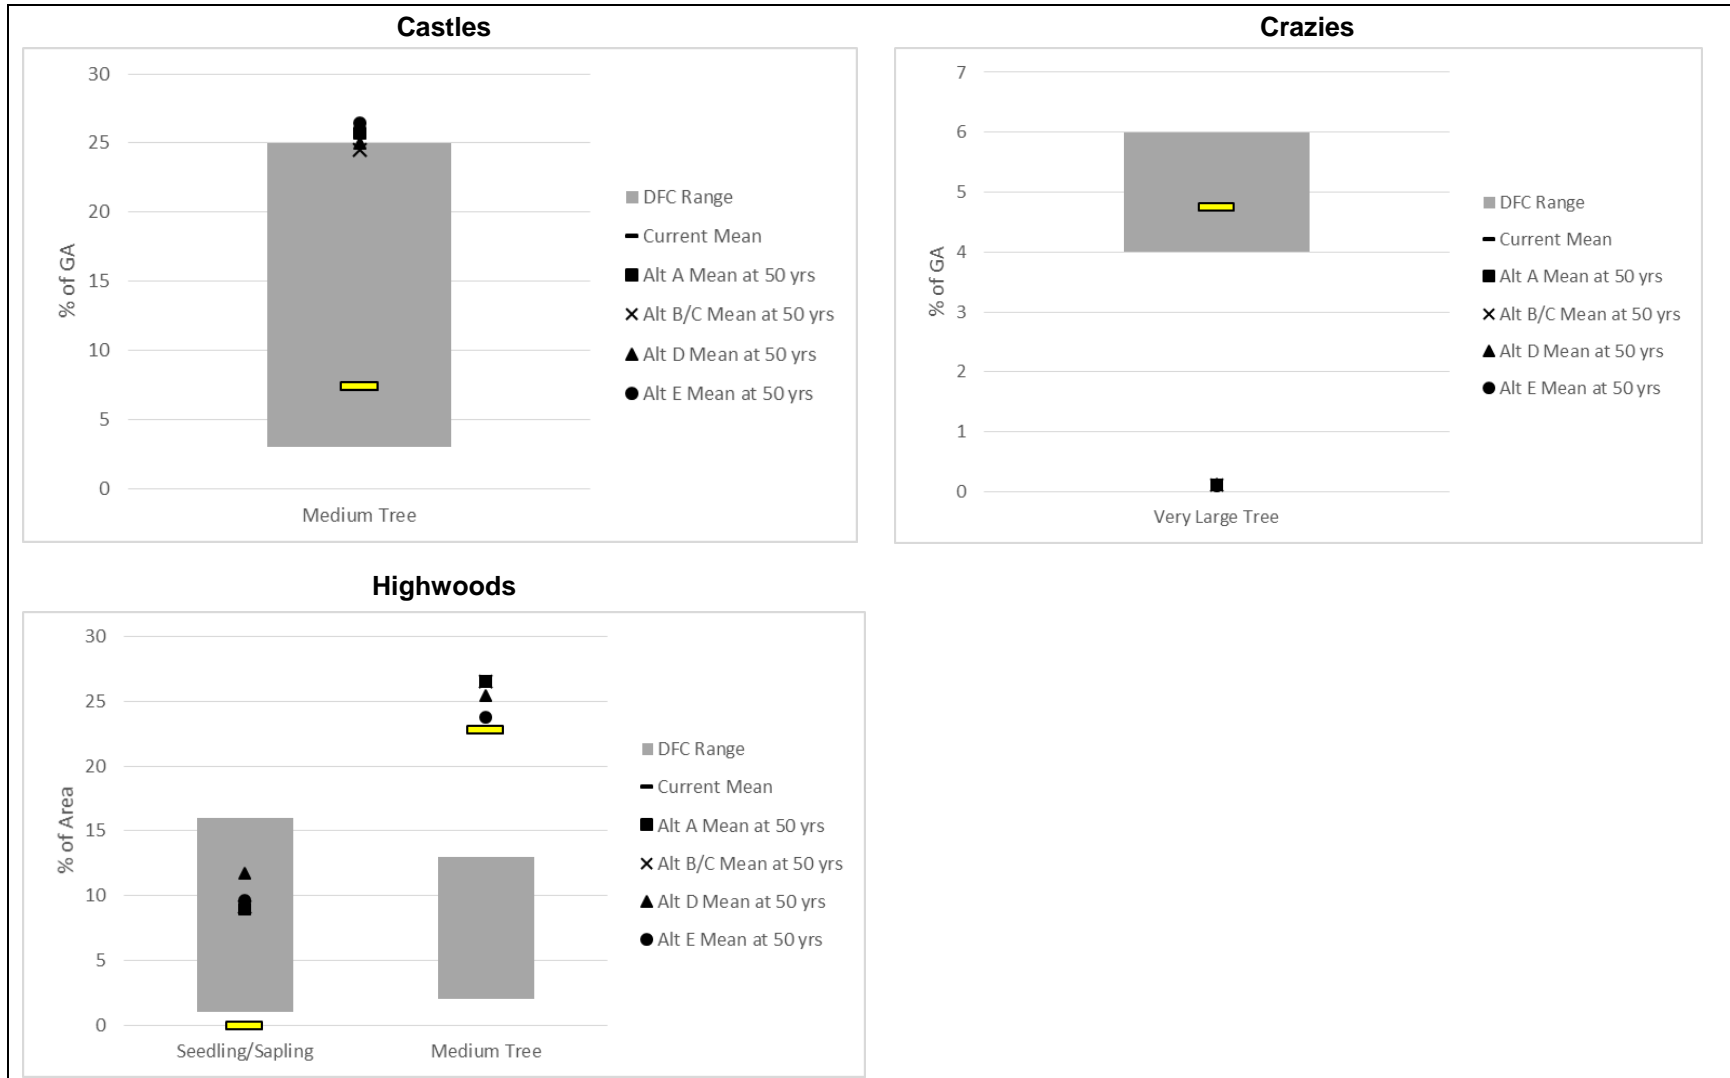 Castles
30
25
20
15
10
5
0
% of GA
Medium Tree
DFC Range
Current Mean
Alt A Mean at 50 yrs
Alt B/C Mean at 50 yrs
Alt D Mean at 50 yrs
Alt E Mean at 50 yrs
Crazies
7
6
5
4
3
2
1
0
% of GA
Very Large Tree
DFC Range
Current Mean
Alt A Mean at 50 yrs
Alt B/C Mean at 50 yrs
Alt D Mean at 50 yrs
Alt E Mean at 50 yrs
Highwoods
30
25
20
15
10
5
0
% of Area
Seedling/Sapling Medium Tree
DFC Range
Current Mean
Alt A Mean at 50 yrs
Alt B/C Mean at 50 yrs
Alt D Mean at 50 yrs
Alt E Mean at 50 yrs